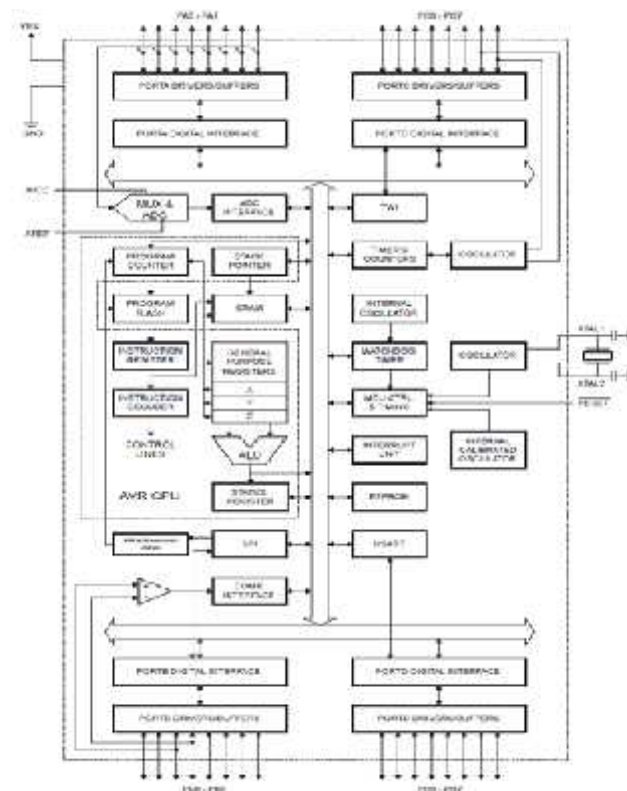 PA0 - PA7
PC0 - PC7
VCC
PORTA DRIVERS/BUFFERS
PORTC DRIVERS/BUFFERS
GND
PORTA DIGITAL INTERFACE
PORTC DIGITAL INTERFACE
AVCC
MUX &
ADC
ADC
INTERFACE
TWI
AREF
PROGRAM
COUNTER
STACK
POINTER
TIMERS/
COUNTERS
OSCILLATOR
PROGRAM
FLASH
SRAM
INTERNAL
OSCILLATOR
XTAL1
INSTRUCTION
REGISTER
GENERAL
PURPOSE
REGISTERS
WATCHDOG
TIMER
OSCILLATOR
XTAL2
X
Y
Z
INSTRUCTION
DECODER
MCU CTRL.
& TIMING
RESET
CONTROL
LINES
ALU
INTERRUPT
UNIT
INTERNAL
CALIBRATED
OSCILLATOR
AVR CPU
STATUS
REGISTER
EEPROM
SPI
USART
COMP.
INTERFACE
PORTB DIGITAL INTERFACE
PORTD DIGITAL INTERFACE
PORTB DRIVERS/BUFFERS
PORTD DRIVERS/BUFFERS
PB0 - PB7
PD0 - PD7